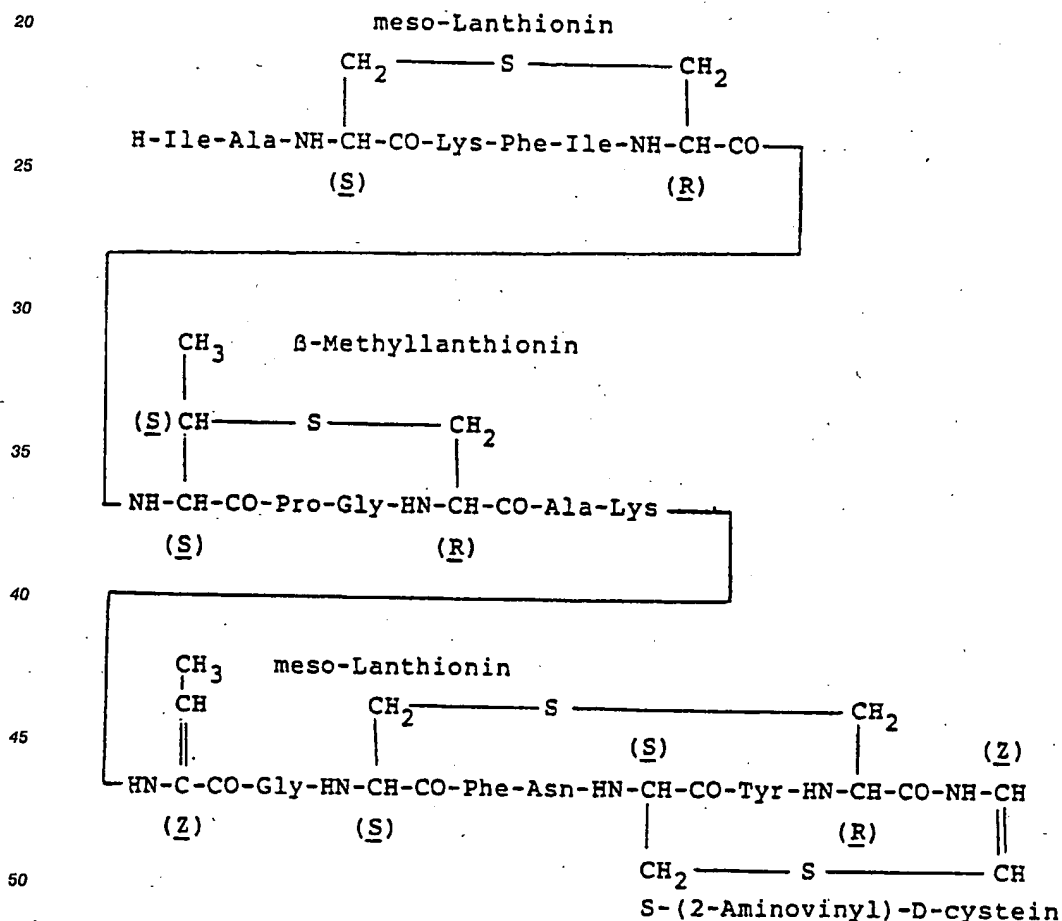 20
meso-Lanthionin
CH2 S CH2
H-Ile-Ala-NH-CH-CO-Lys-Phe-Ile-NH-CH-CO
25
(S) (R)
30
CH3 ß-Methyllanthionin
(S) CH S CH2
35
NH-CH-CO-Pro-Gly-HN-CH-CO-Ala-Lys
(S) (R)
40
CH3 meso-Lanthionin
CH CH2 S CH2
45
(S) (Z)
HN-C-CO-Gly-HN-CH-CO-Phe-Asn-HN-CH-CO-Tyr-HN-CH-CO-NH-CH
(Z) (S) (R)
CH2 S CH
50
S-(2-Aminovinyl)-D-cystein